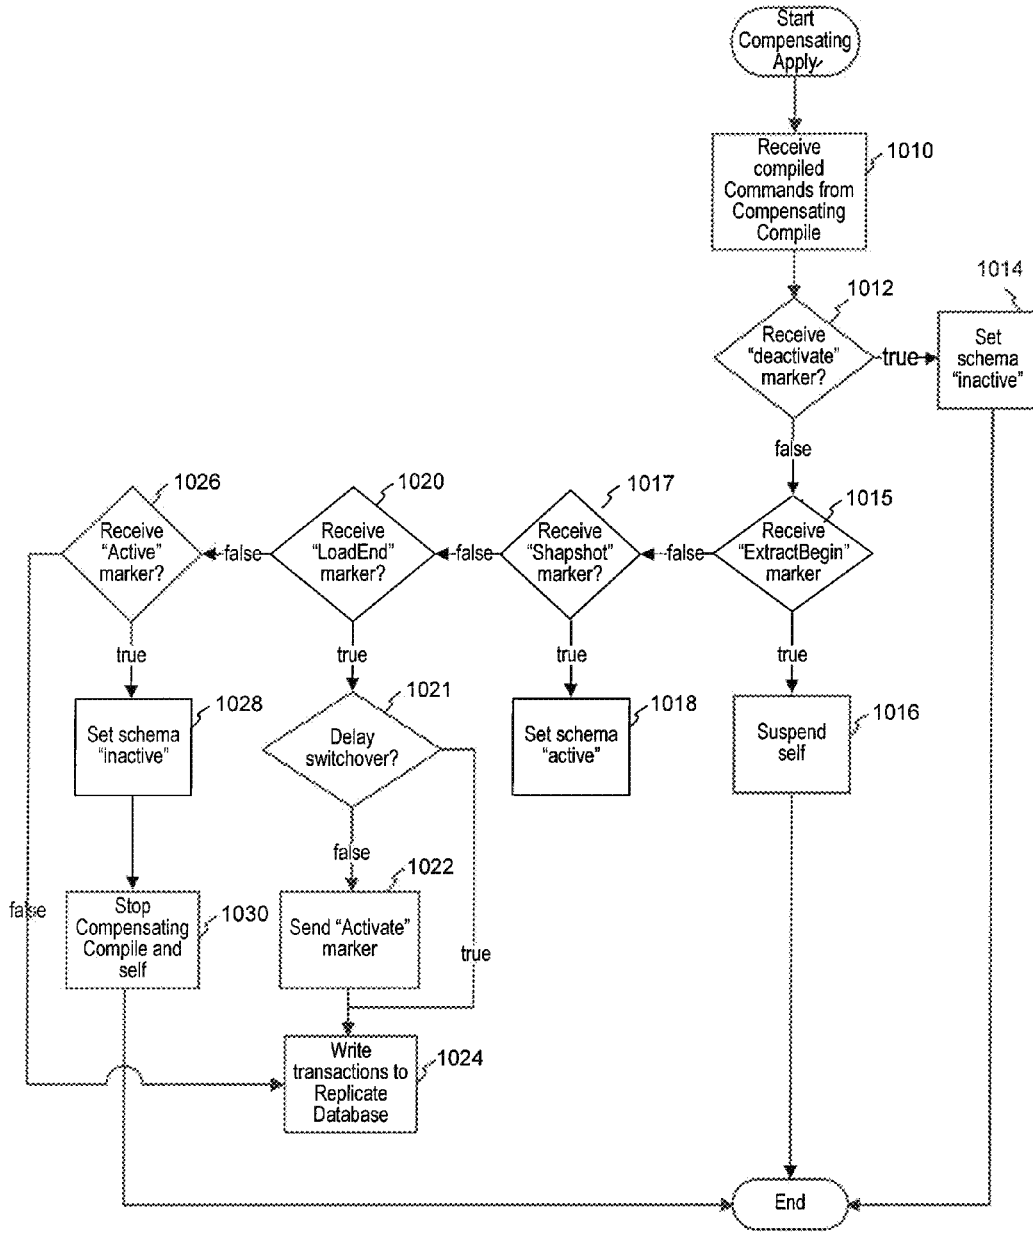 Start
Compensating
Apply
Receive
compiled
Commands from
Compensating
Compile
1010
1012
1014
Receive
"deactivate"
marker?
true
Set
schema
"inactive"
false
1026
1020
1017
1015
Receive
"Active"
marker?
false
Receive
"LoadEnd"
marker?
false
Receive
"Shapshot"
marker?
false
Receive
"ExtractBegin"
marker
true
true
true
true
1028
1021
1018
1016
Set schema
"inactive"
Delay
switchover?
Set schema
"active"
Suspend
self
false
1022
false
Stop
Compensating
Compile and
self
1030
Send "Activate"
marker
true
Write
transactions to
Replicate
Database
1024
End